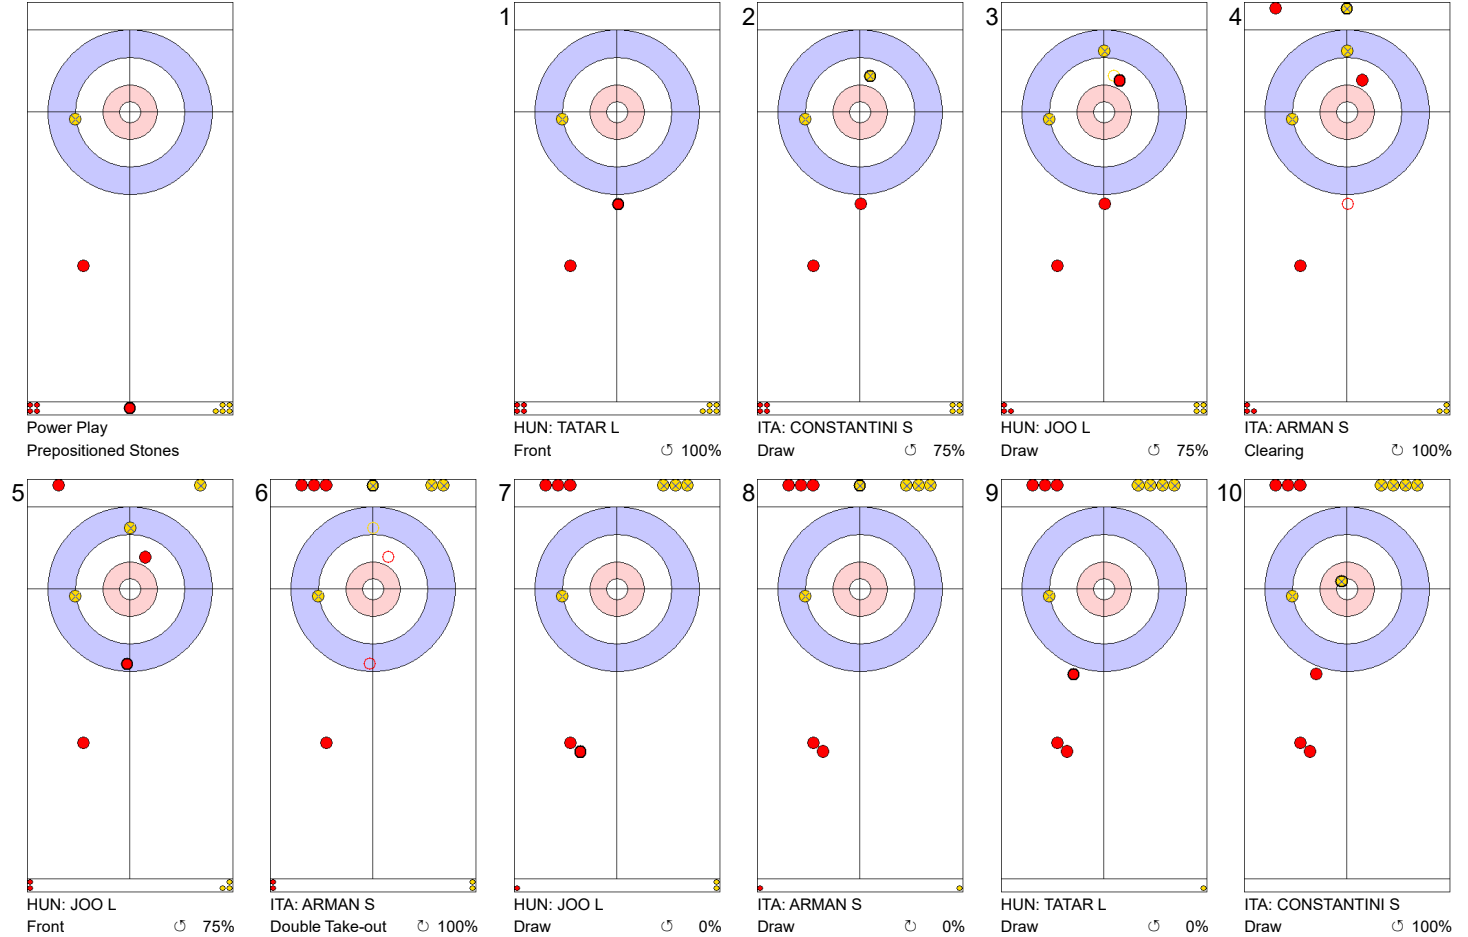 1
2
3
4
Power Play
Prepositioned Stones
HUN: TATAR L
Front ↺ 100%
ITA: CONSTANTINI S
Draw ↺ 75%
HUN: JOO L
Draw ↺ 75%
ITA: ARMAN S
Clearing ↻ 100%
5
6
7
8
9
10
HUN: JOO L
Front ↺ 75%
ITA: ARMAN S
Double Take-out ↻ 100%
HUN: JOO L
Draw ↺ 0%
ITA: ARMAN S
Draw ↻ 0%
HUN: TATAR L
Draw ↺ 0%
ITA: CONSTANTINI S
Draw ↺ 100%